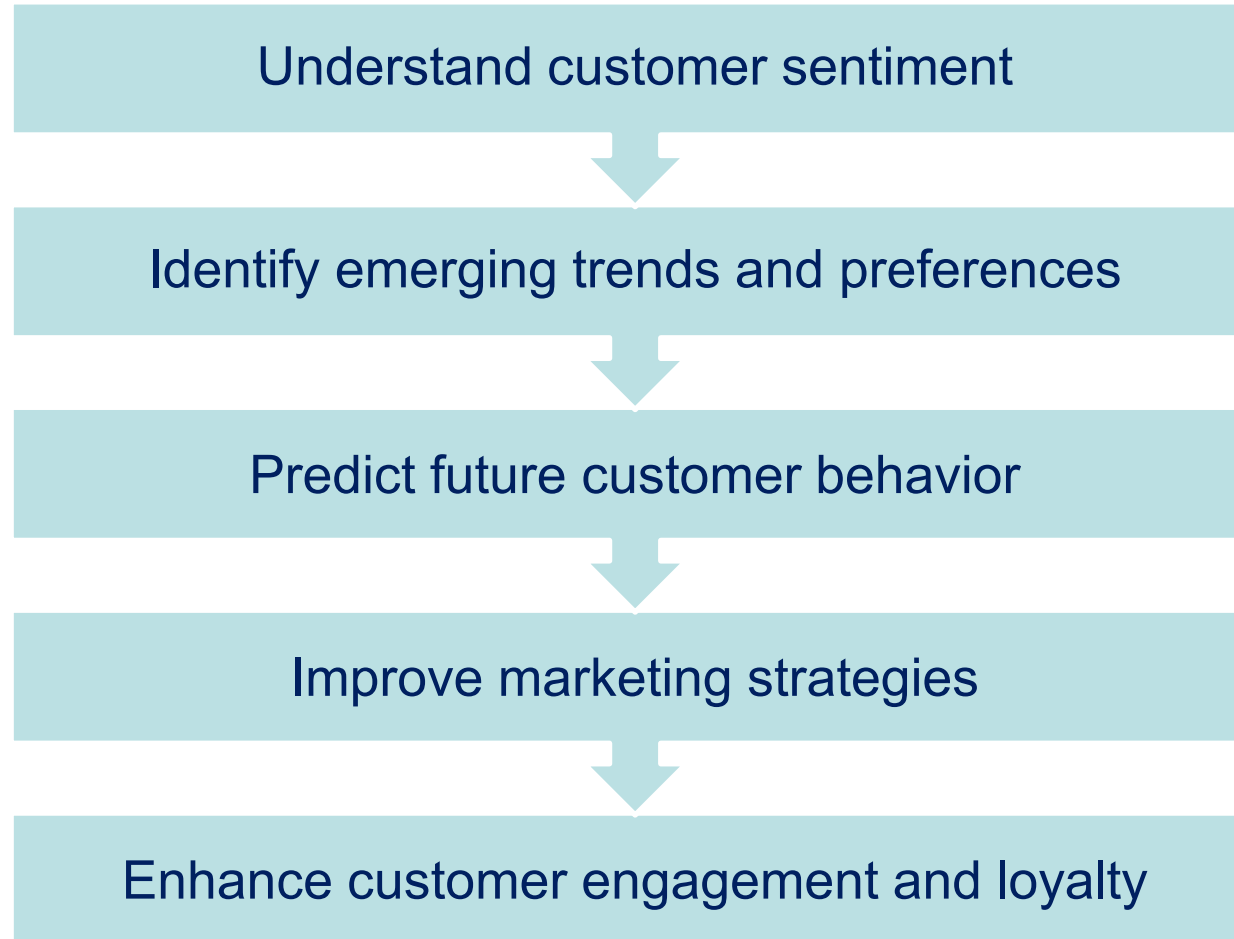 Understand customer sentiment
Identify emerging trends and preferences
Predict future customer behavior
Improve marketing strategies
Enhance customer engagement and loyalty